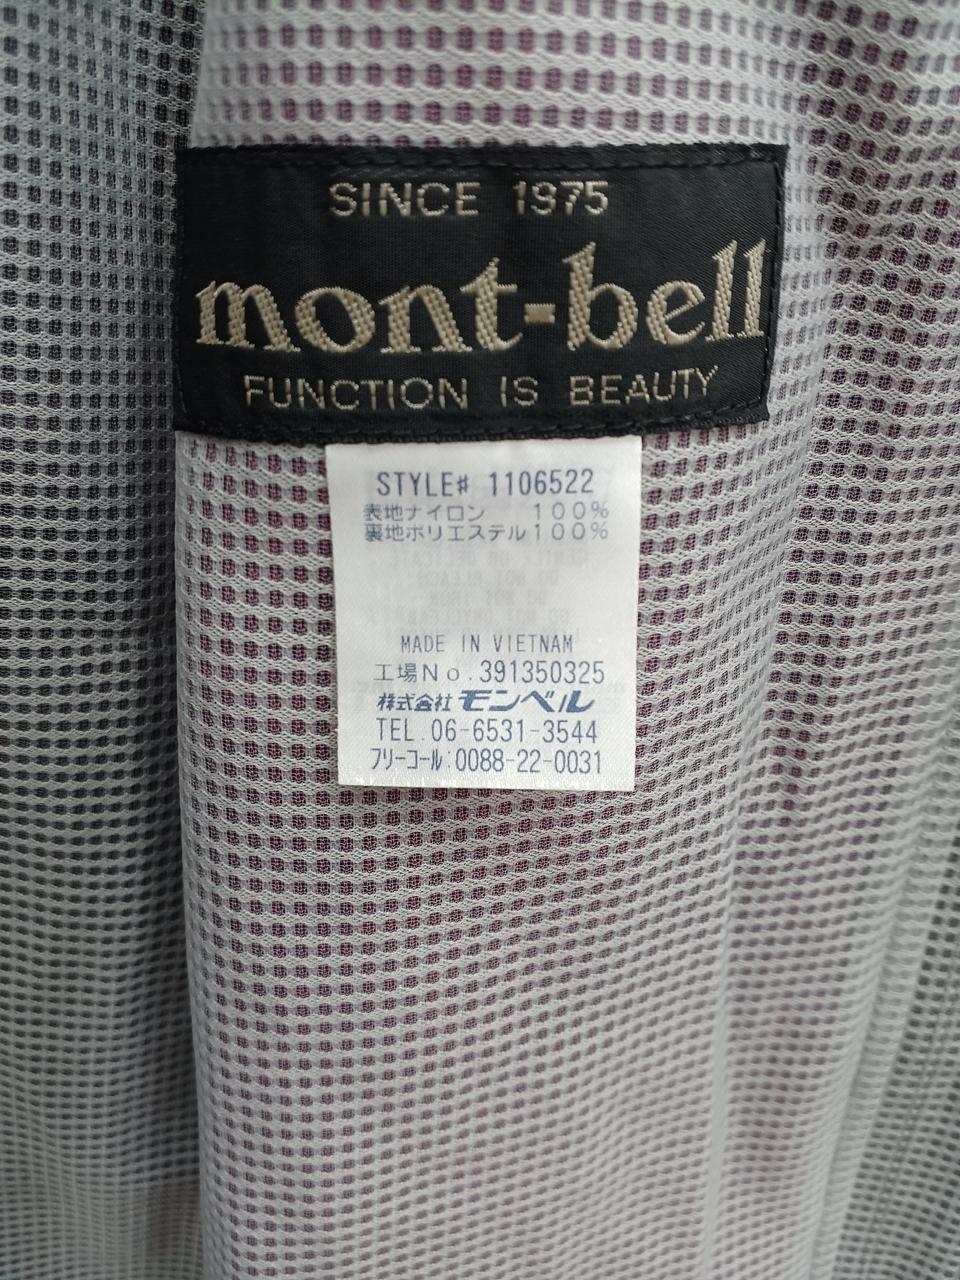 SINCE 1975
mont-bell
FUNCTION IS BEAUTY
STYLE# 1106522
表地ナイロン 100%
裏地ポリエステル100%
MADE IN VIETNAM
工場No.391350325
株式会社モンベル
TEL.06-6531-3544
フリーコール:0088-22-0031